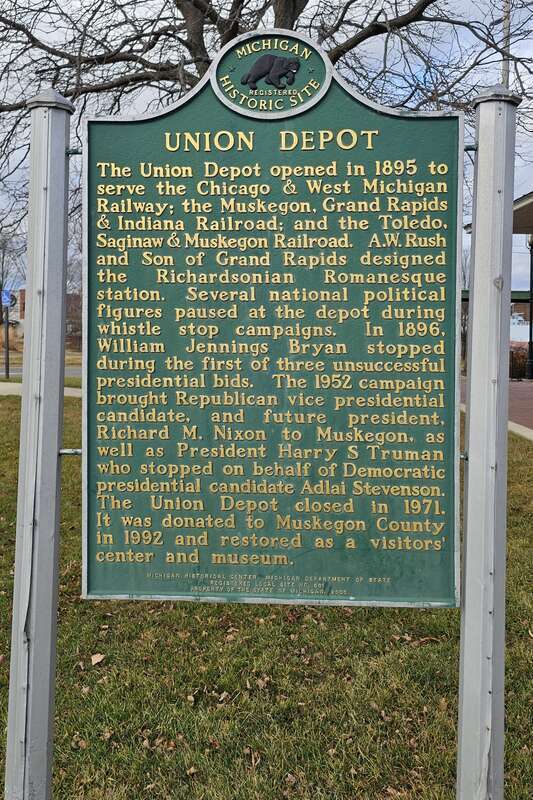 MICHIGAN
REGISTERED
HISTORIC SITE
UNION DEPOT
The Union Depot opened in 1895 to
serve the Chicago & West Michigan
Railway; the Muskegon, Grand Rapids
& Indiana Railroad; and the Toledo,
Saginaw & Muskegon Railroad. A.W. Rush
and Son of Grand Rapids designed
the Richardsonian Romanesque
station. Several national political
figures paused at the depot during
whistle stop campaigns. In 1896,
William Jennings Bryan stopped
during the first of three unsuccessful
presidential bids. The 1952 campaign
brought Republican vice presidential
candidate, and future president,
Richard M. Nixon to Muskegon, as
well as President Harry S Truman
who stopped on behalf of Democratic
presidential candidate Adlai Stevenson.
The Union Depot closed in 1971.
It was donated to Muskegon County
in 1992 and restored as a visitors'
center and museum.
MICHIGAN HISTORICAL CENTER, MICHIGAN DEPARTMENT OF STATE
REGISTERED LOCAL SITE NO.
PROPERTY OF THE STATE OF MICHIGAN,